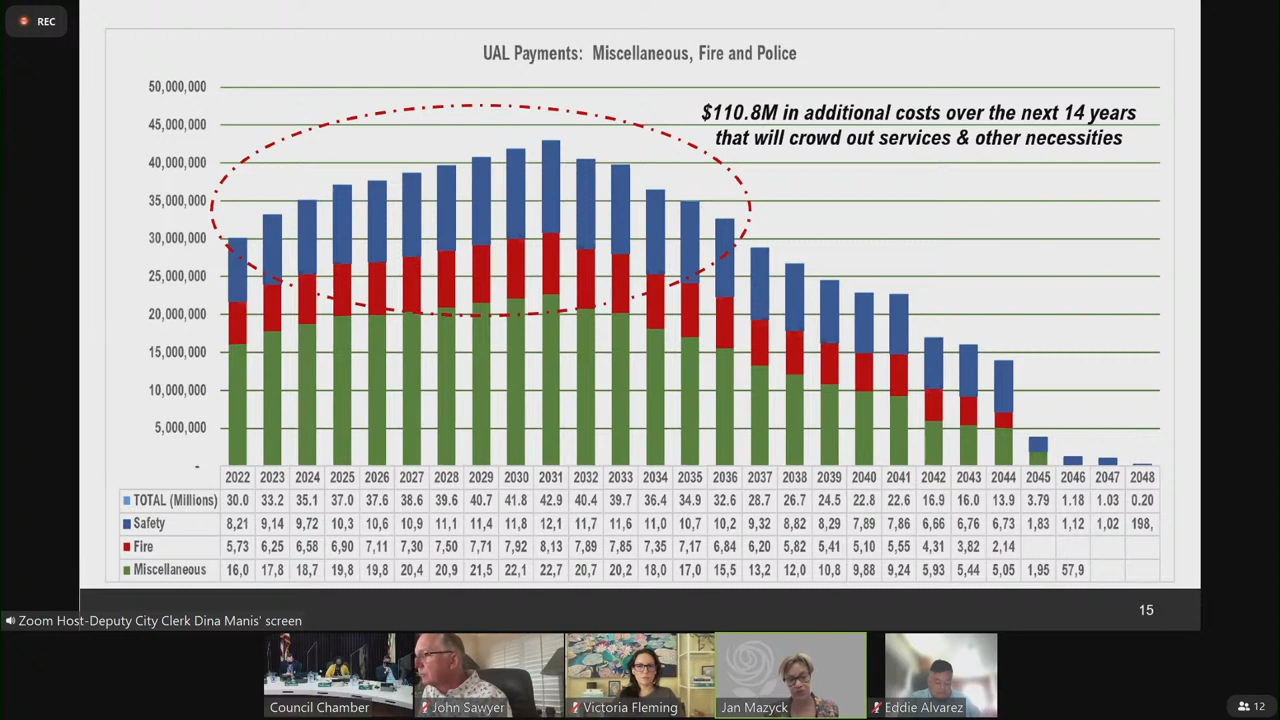 REC
UAL Payments: Miscellaneous, Fire and Police
$110.8M in additional costs over the next 14 years
that will crowd out services & other necessities
50,000,000
45,000,000
40,000,000
35,000,000
30,000,000
25,000,000
20,000,000
15,000,000
10,000,000
5,000,000
-
2022 2023 2024 2025 2026 2027 2028 2029 2030 2031 2032 2033 2034 2035 2036 2037 2038 2039 2040 2041 2042 2043 2044 2045 2046 2047 2048
TOTAL (Millions) 30.0 33.2 35.1 37.0 37.6 38.6 39.6 40.7 41.8 42.9 40.4 39.7 36.4 34.9 32.6 28.7 26.7 24.5 22.8 22.6 16.9 16.0 13.9 3.79 1.18 1.03 0.20
Safety 8,21 9,14 9,72 10,3 10,6 10,9 11,1 11,4 11,8 12,1 11,7 11,6 11,0 10,7 10,2 9,32 8,82 8,29 7,89 7,86 6,66 6,76 6,73 1,83 1,12 1,02 198,
Fire 5,73 6,25 6,58 6,90 7,11 7,30 7,50 7,71 7,92 8,13 7,89 7,85 7,35 7,17 6,84 6,20 5,82 5,41 5,10 5,55 4,31 3,82 2,14
Miscellaneous 16,0 17,8 18,7 19,8 19,8 20,4 20,9 21,5 22,1 22,7 20,7 20,2 18,0 17,0 15,5 13,2 12,0 10,8 9,88 9,24 5,93 5,44 5,05 1,95 57,9
15
Zoom Host-Deputy City Clerk Dina Manis' screen
Council Chamber
John Sawyer
Victoria Fleming
Jan Mazyck
Eddie Alvarez
12